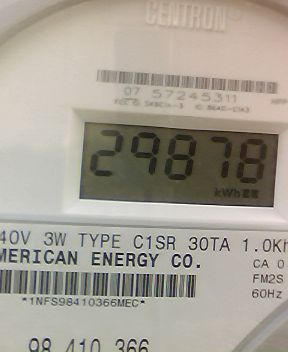 CENTRON®
07 57245311
29878
kWh
40V 3W TYPE C1SR 30TA 1.0Kh
MERICAN ENERGY CO.
CA 0
FM2S
60Hz
*1NFS98410366MEC*
98 410 366